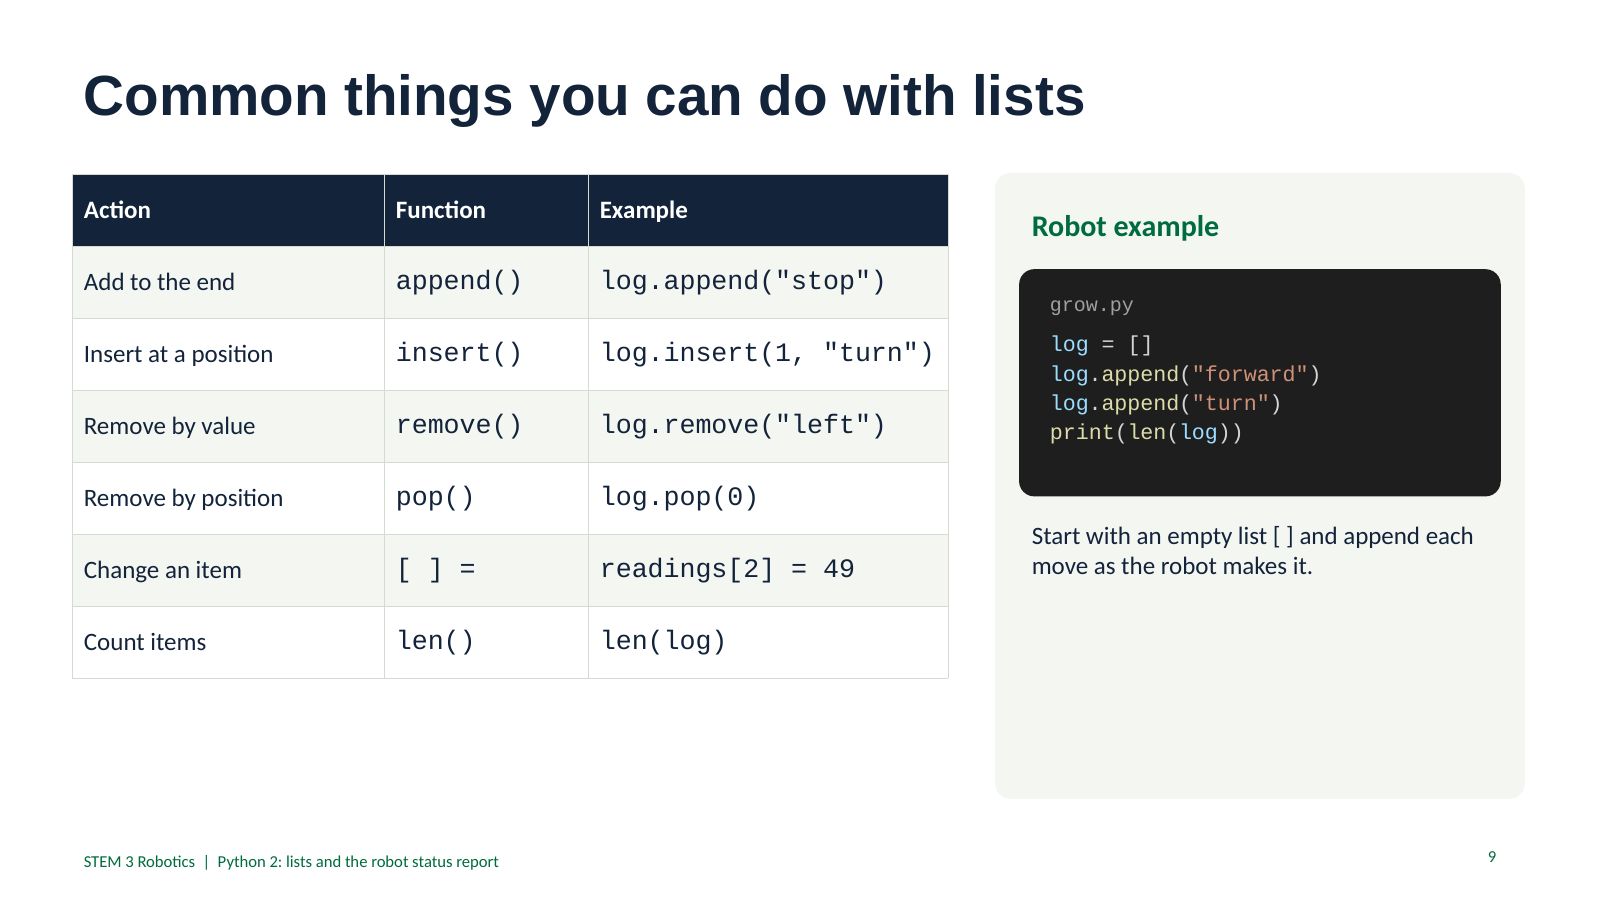 Common things you can do with lists
Action Function Example
Add to the end append() log.append("stop")
Insert at a position insert() log.insert(1, "turn")
Remove by value remove() log.remove("left")
Remove by position pop() log.pop(0)
Change an item [ ] = readings[2] = 49
Count items len() len(log)
Robot example
grow.py
log = []
log.append("forward")
log.append("turn")
print(len(log))
Start with an empty list [ ] and append each
move as the robot makes it.
STEM 3 Robotics | Python 2: lists and the robot status report
9